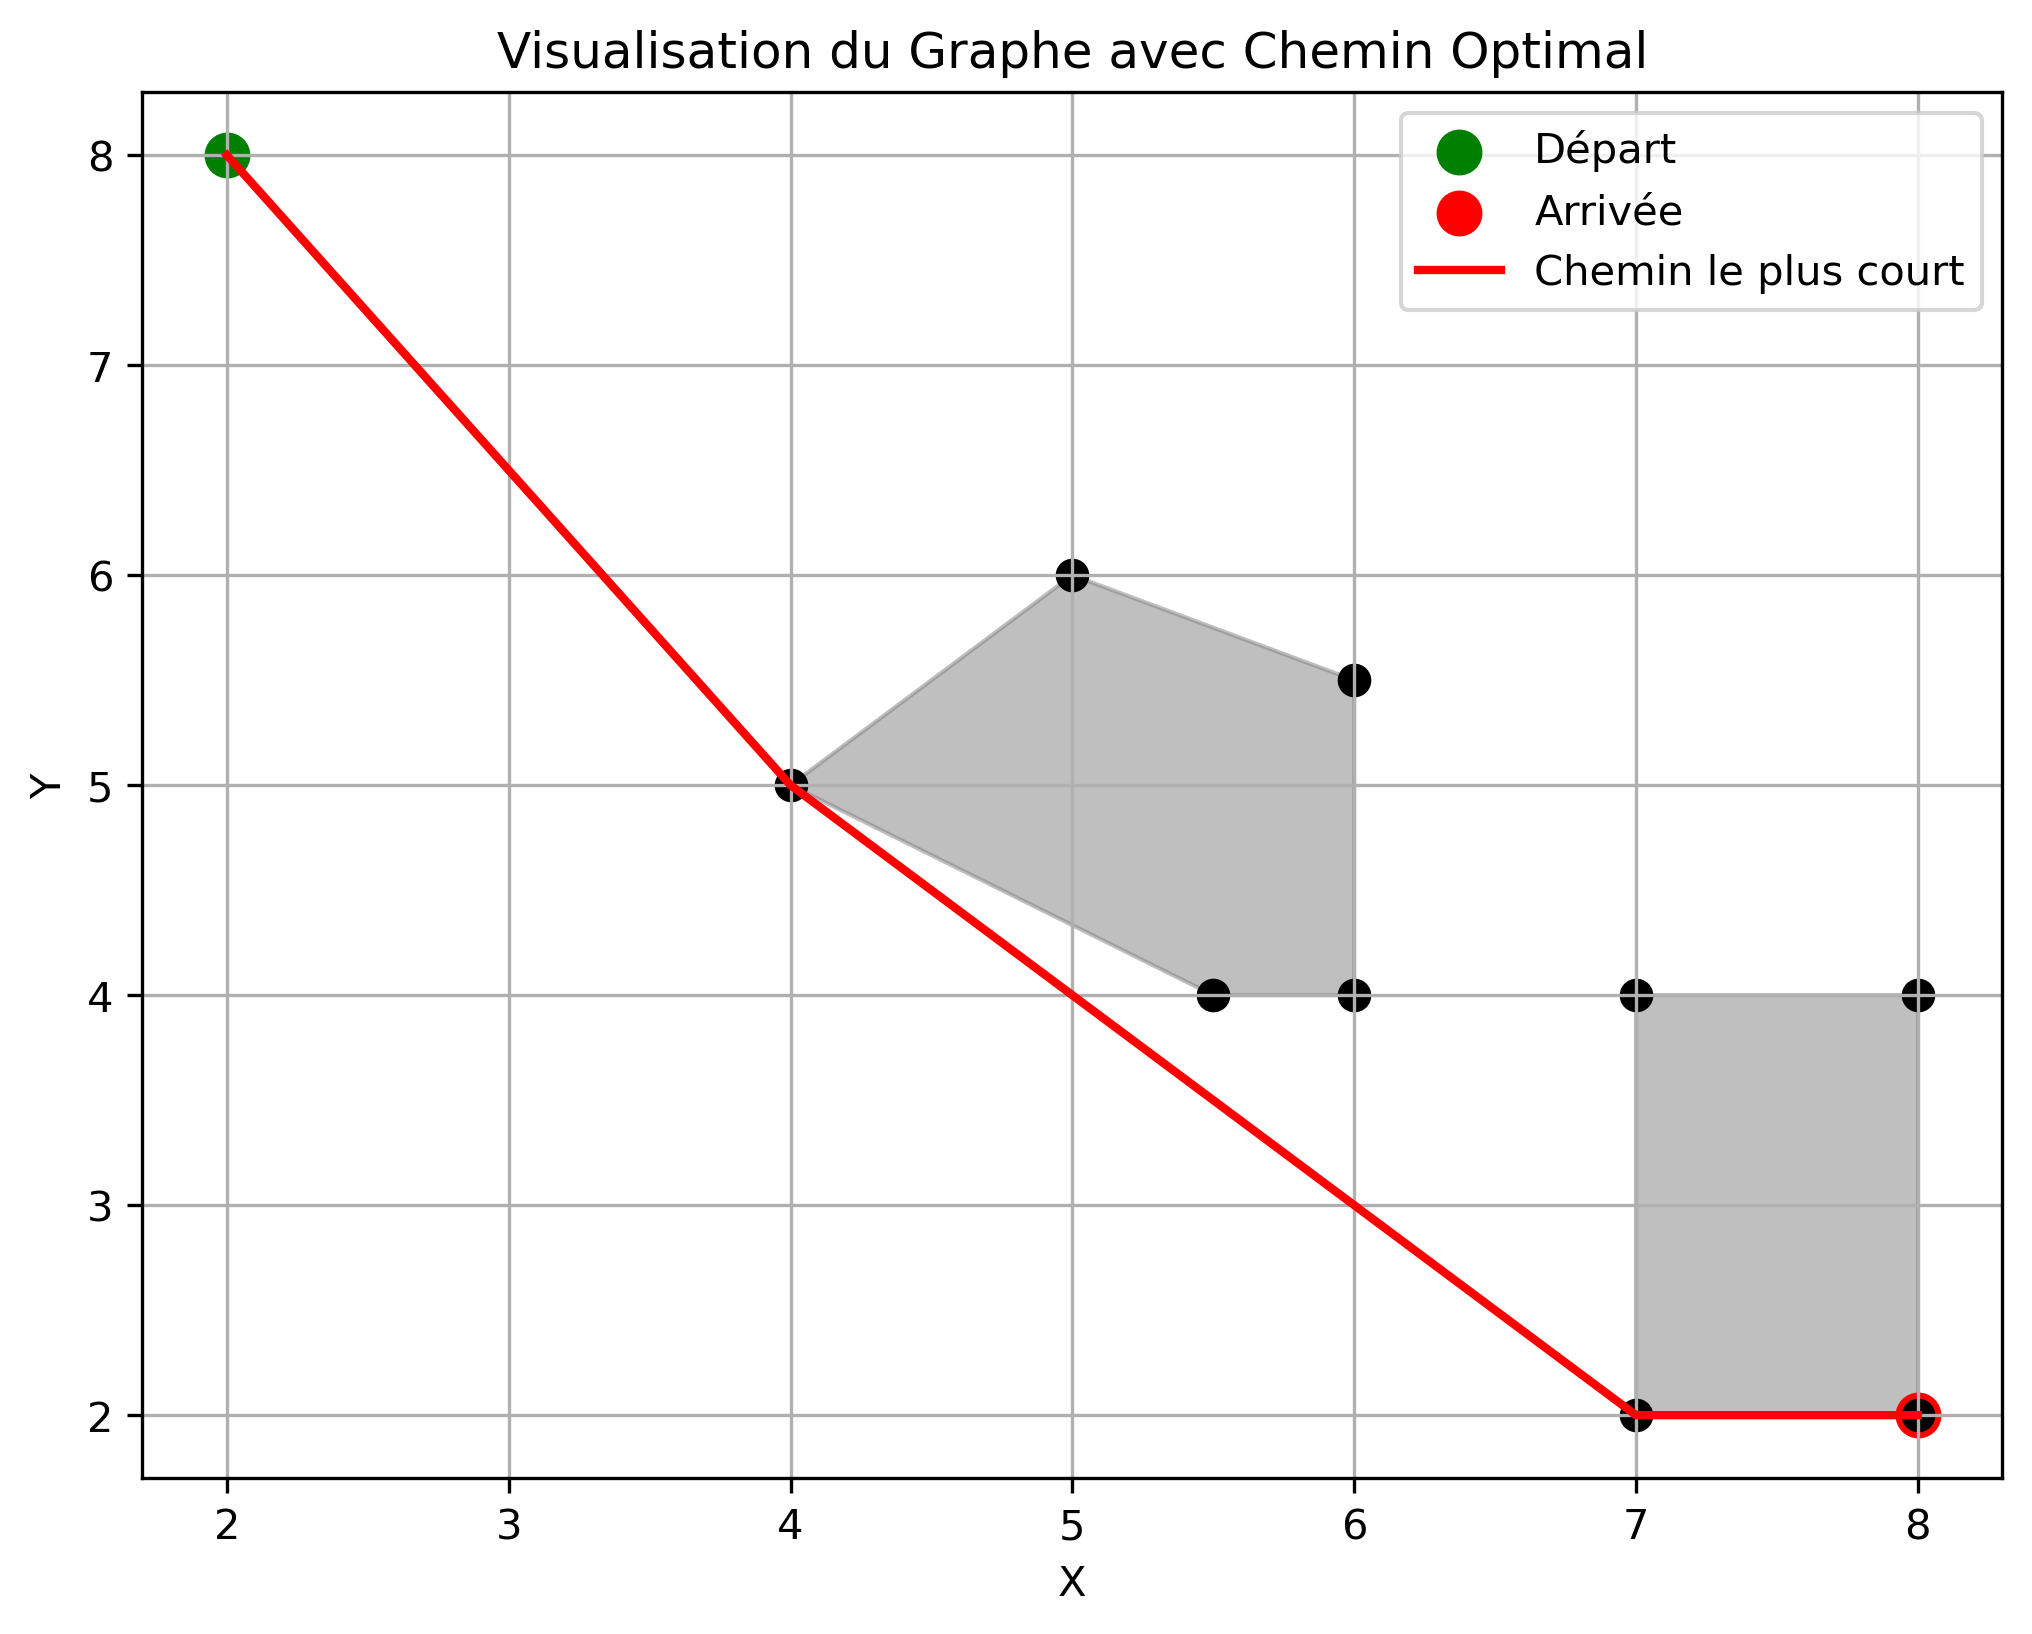 Visualisation du Graphe avec Chemin Optimal
Départ
Arrivée
Chemin le plus court
8
7
6
5
4
3
2
Y
2 3 4 5 6 7 8
X